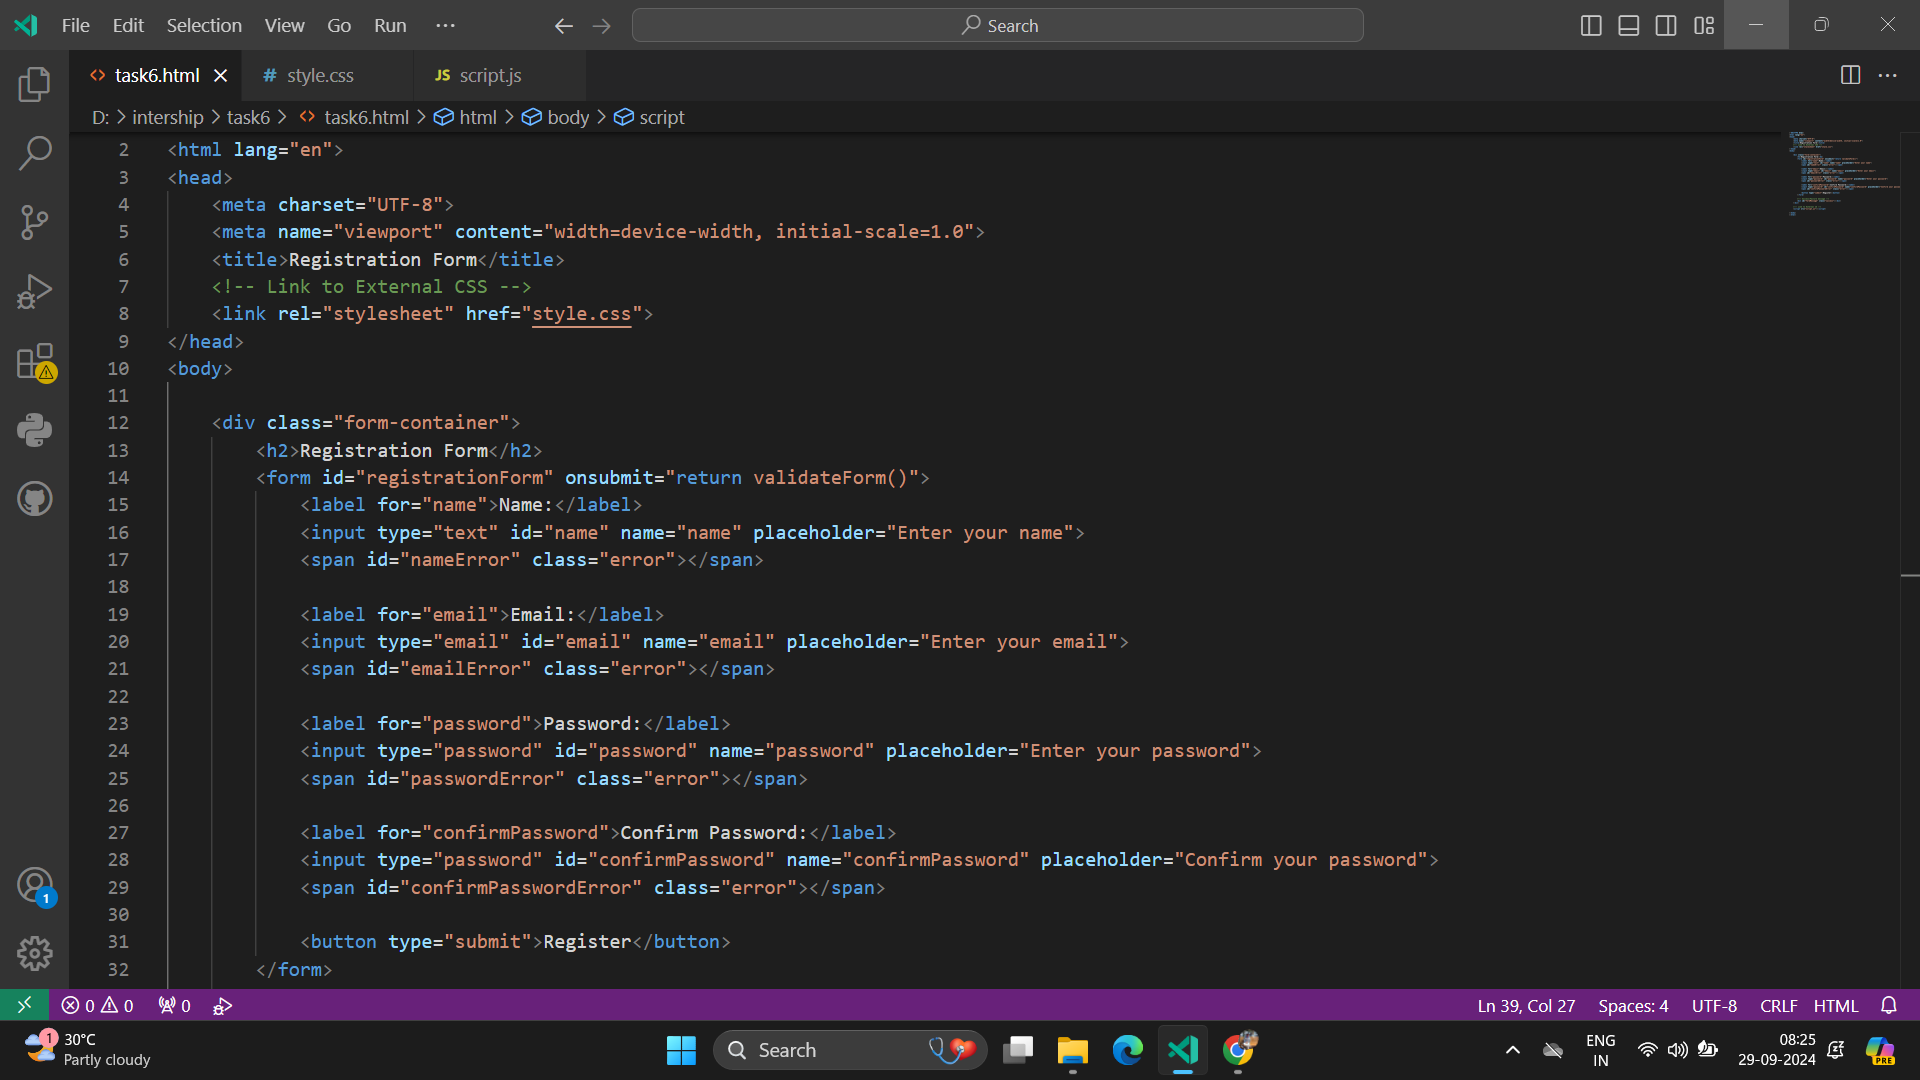 File Edit Selection View Go Run ...
Search
task6.html
# style.css
JS script.js
D: > intership > task6 > task6.html > html > body > script
2 <html lang="en">
3 <head>
4 <meta charset="UTF-8">
5 <meta name="viewport" content="width=device-width, initial-scale=1.0">
6 <title>Registration Form</title>
7 <!-- Link to External CSS -->
8 <link rel="stylesheet" href="style.css">
9 </head>
10 <body>
11
12 <div class="form-container">
13 <h2>Registration Form</h2>
14 <form id="registrationForm" onsubmit="return validateForm()">
15 <label for="name">Name:</label>
16 <input type="text" id="name" name="name" placeholder="Enter your name">
17 <span id="nameError" class="error"></span>
18
19 <label for="email">Email:</label>
20 <input type="email" id="email" name="email" placeholder="Enter your email">
21 <span id="emailError" class="error"></span>
22
23 <label for="password">Password:</label>
24 <input type="password" id="password" name="password" placeholder="Enter your password">
25 <span id="passwordError" class="error"></span>
26
27 <label for="confirmPassword">Confirm Password:</label>
28 <input type="password" id="confirmPassword" name="confirmPassword" placeholder="Confirm your password">
29 <span id="confirmPasswordError" class="error"></span>
30
31 <button type="submit">Register</button>
32 </form>
1
0 0 0
Ln 39, Col 27 Spaces: 4 UTF-8 CRLF HTML
1
30°C
Partly cloudy
Search
ENG
IN
08:25
29-09-2024
PRE